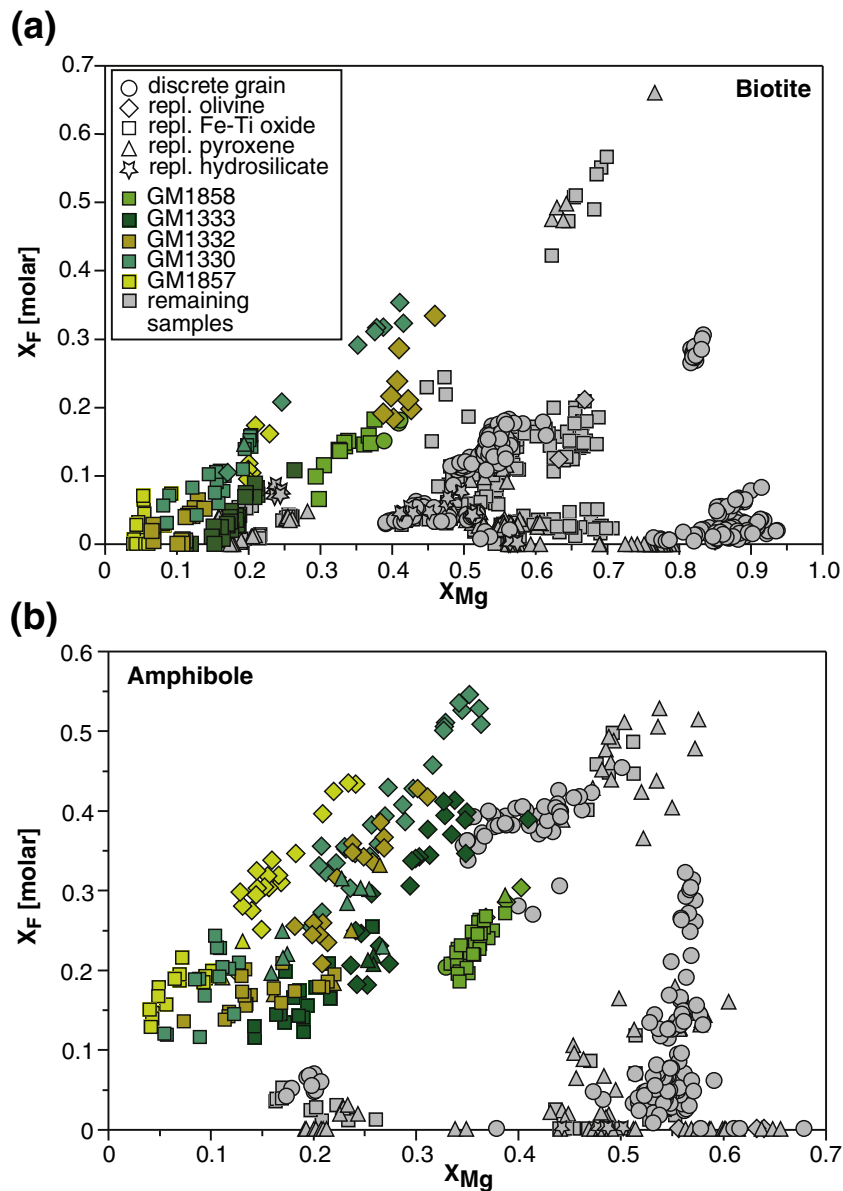 (a)
0.7
0.6
0.5
0.4
0.3
0.2
0.1
0
X_F [molar]
discrete grain
repl. olivine
repl. Fe-Ti oxide
repl. pyroxene
repl. hydrosilicate
GM1858
GM1333
GM1332
GM1330
GM1857
remaining
samples
Biotite
0 0.1 0.2 0.3 0.4 0.5 0.6 0.7 0.8 0.9 1.0
X_Mg
(b)
0.6
0.5
0.4
0.3
0.2
0.1
0
X_F [molar]
Amphibole
0 0.1 0.2 0.3 0.4 0.5 0.6 0.7
X_Mg